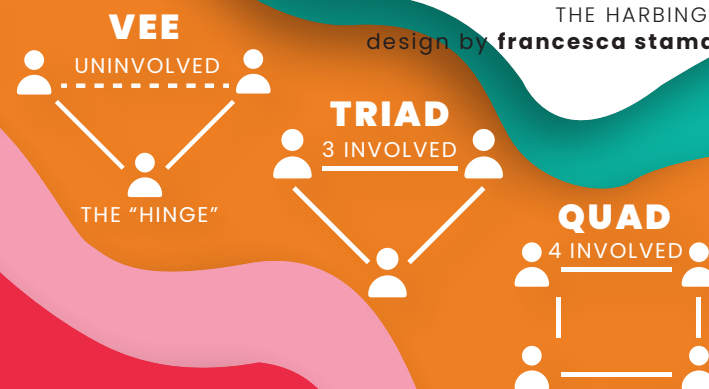 THE HARBING
design by francesca stama
VEE
UNINVOLVED
THE “HINGE”
TRIAD
3 INVOLVED
QUAD
4 INVOLVED